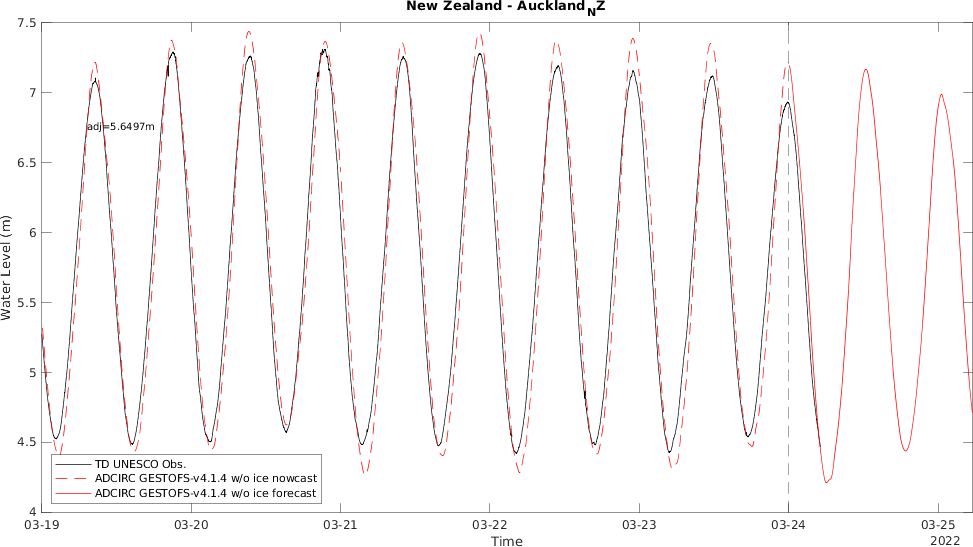 New Zealand - Auckland_NZ
7.5
7
6.5
6
5.5
5
4.5
4
Water Level (m)
adj=5.6497m
TD UNESCO Obs.
ADCIRC GESTOFS-v4.1.4 w/o ice nowcast
ADCIRC GESTOFS-v4.1.4 w/o ice forecast
03-19 03-20 03-21 03-22 03-23 03-24 03-25
Time
2022